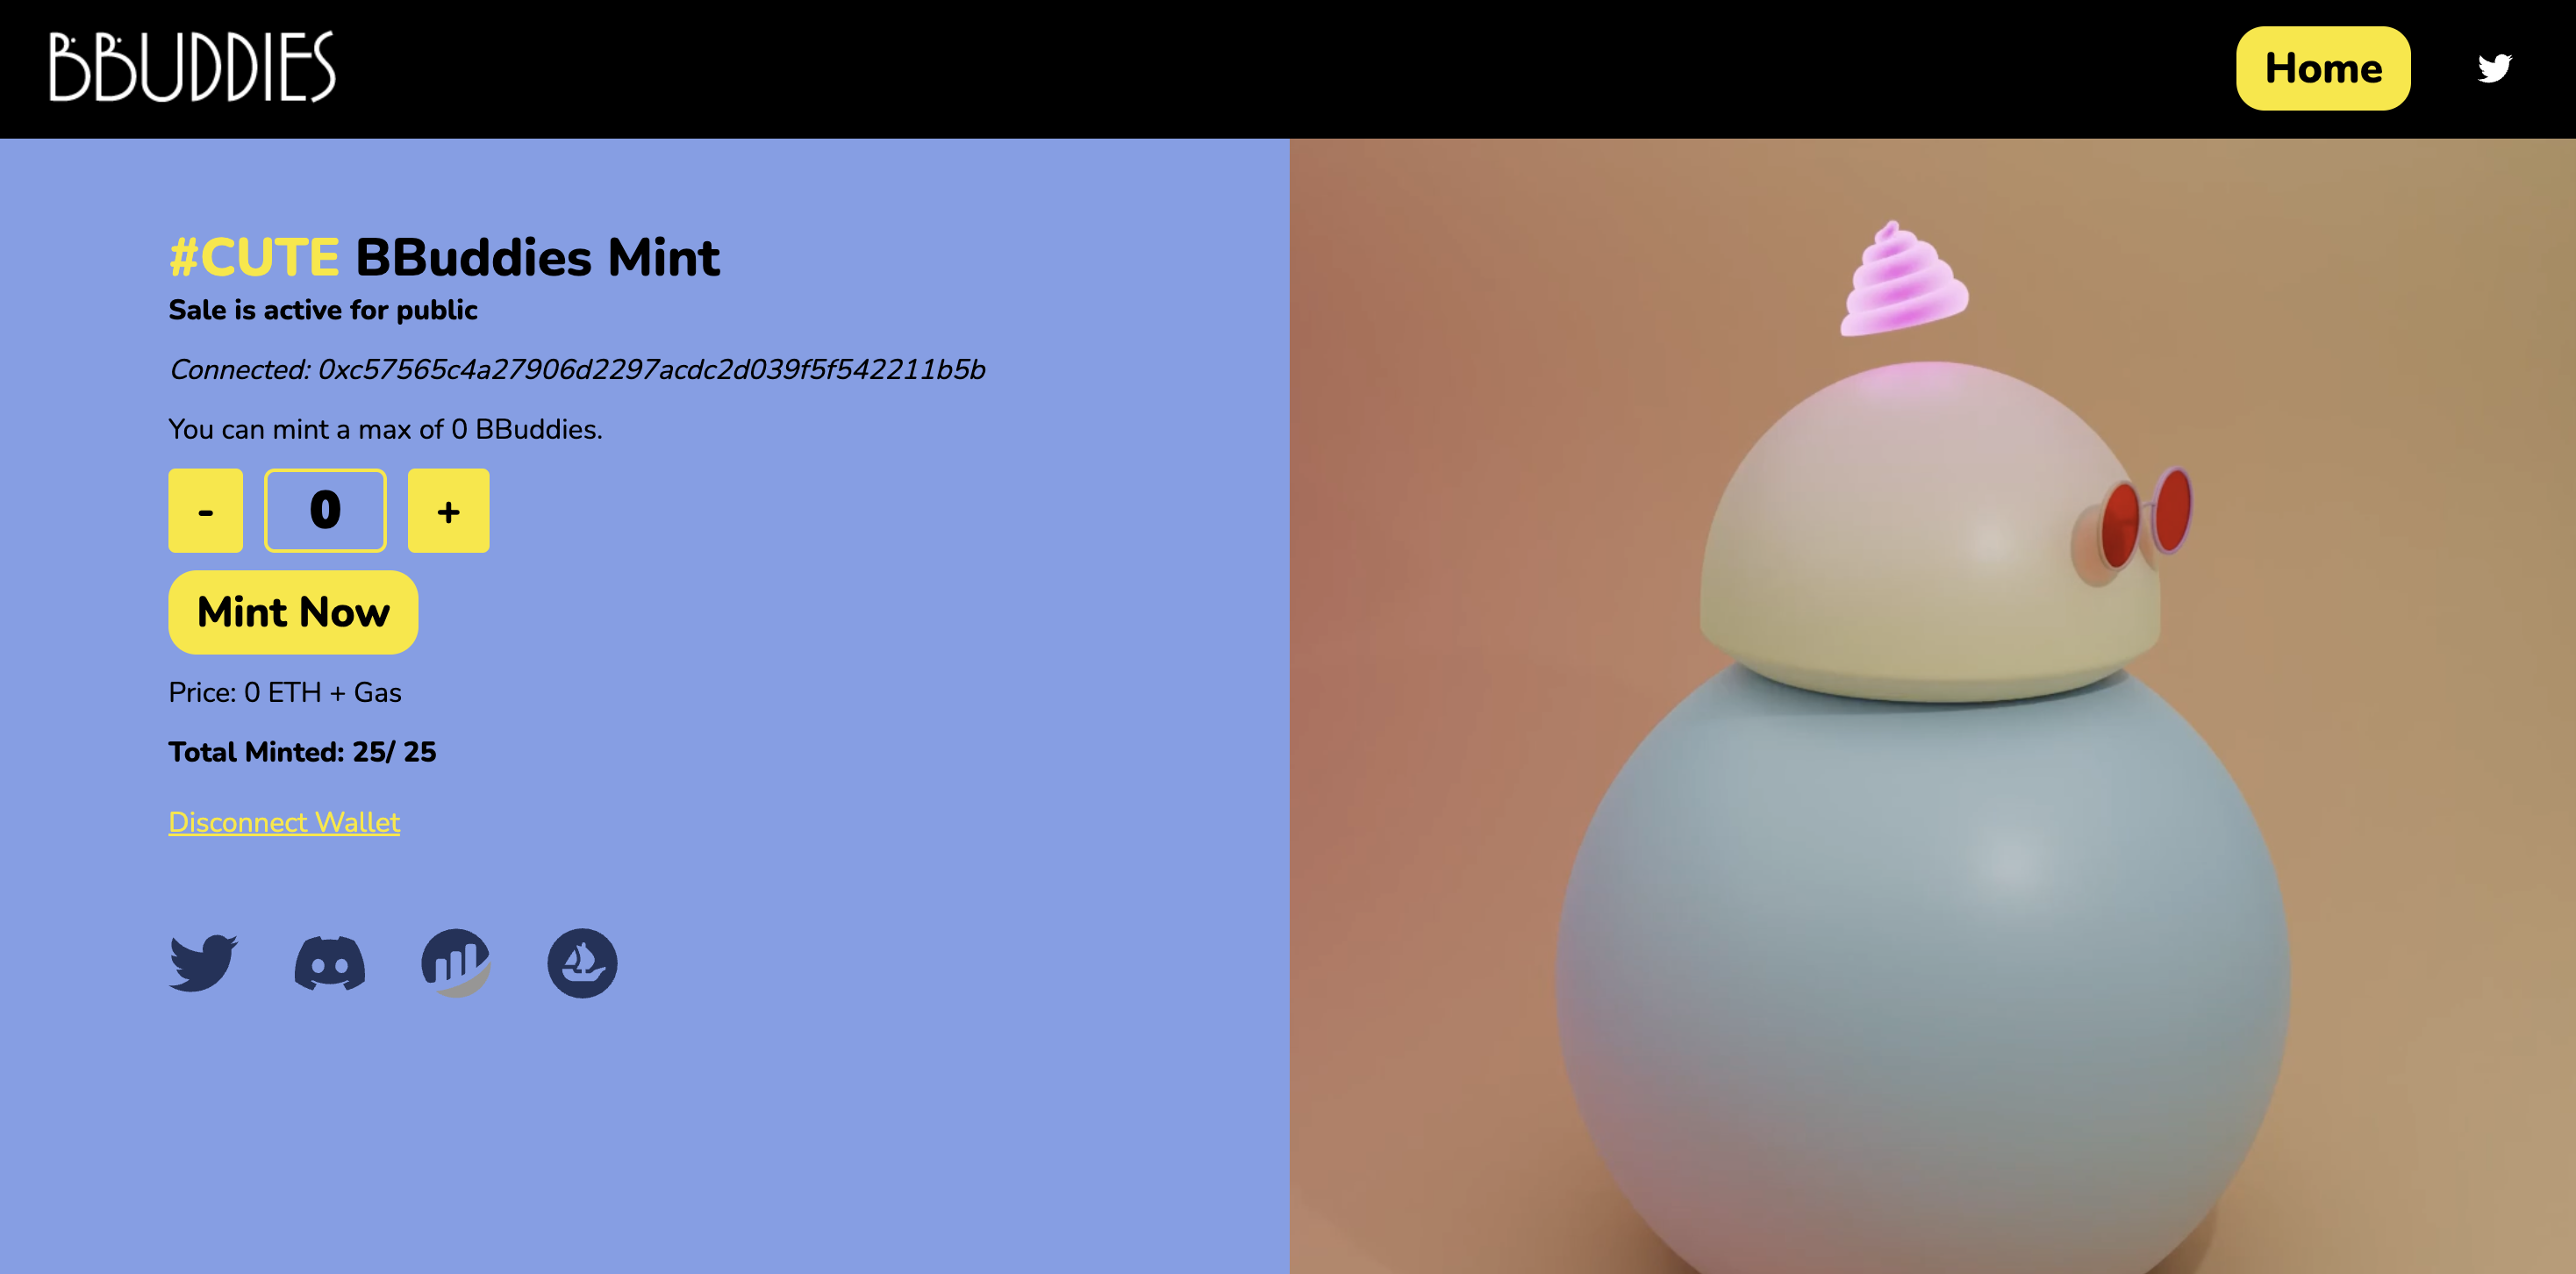 BBUDDIES
Home
#CUTE BBuddies Mint
Sale is active for public
Connected: 0xc57565c4a27906d2297acdc2d039f5f542211b5b
You can mint a max of 0 BBuddies.
- 0 +
Mint Now
Price: 0 ETH + Gas
Total Minted: 25/ 25
Disconnect Wallet